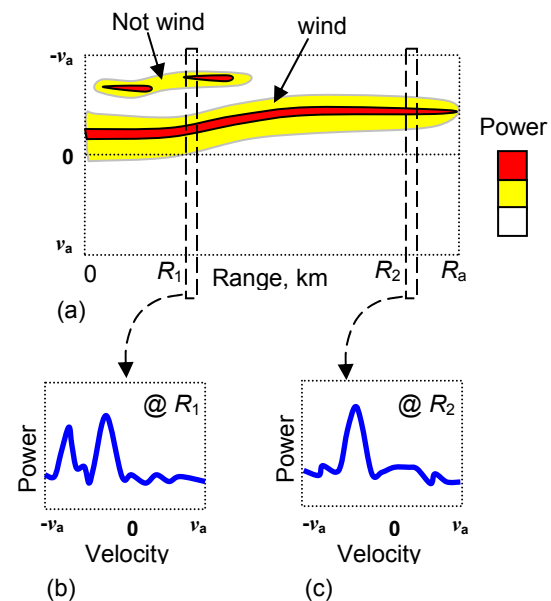 Not wind
wind
-va
0
va
Power
0
R1
Range, km
R2
Ra
(a)
@ R1
Power
-va
0
va
Velocity
(b)
@ R2
Power
-va
0
va
Velocity
(c)